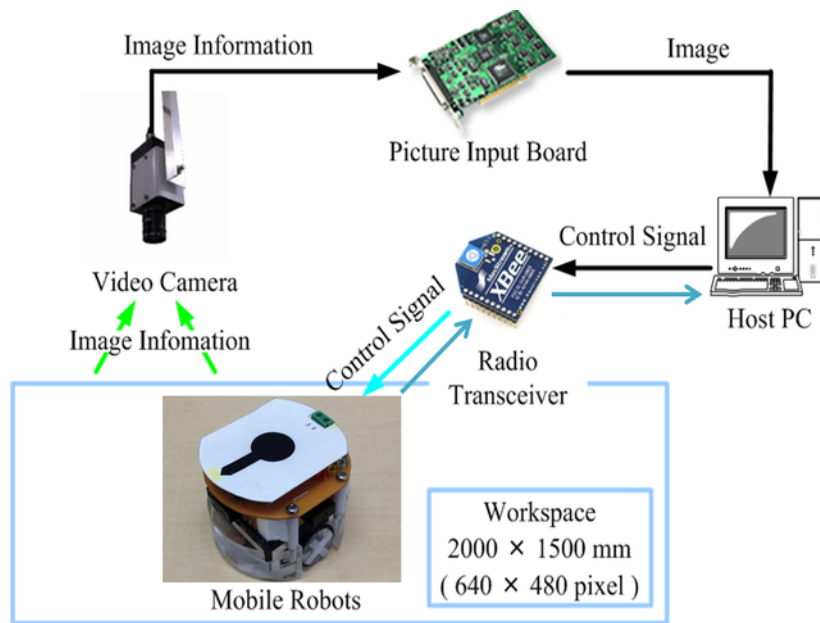 Image Information
Image
Picture Input Board
Control Signal
XBee
Video Camera
Host PC
Image Infomation
Control Signal
Radio
Transceiver
Workspace
2000 × 1500 mm
( 640 × 480 pixel )
Mobile Robots